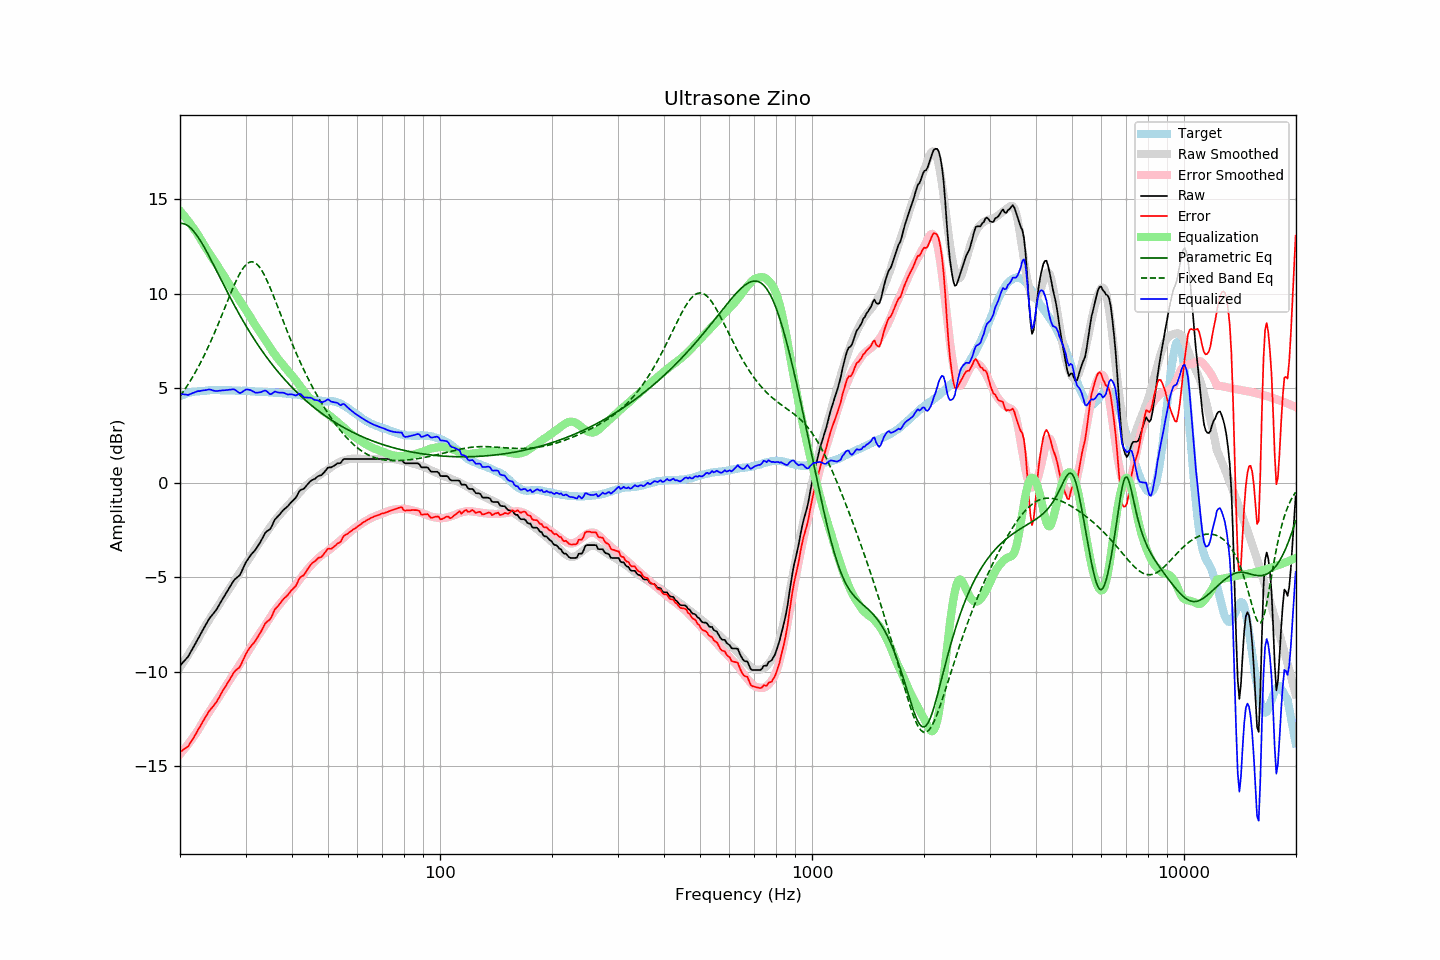 Ultrasone Zino
Amplitude (dBr)
15
10
5
0
−5
−10
−15
100
1000
10000
Frequency (Hz)
Target
Raw Smoothed
Error Smoothed
Raw
Error
Equalization
Parametric Eq
Fixed Band Eq
Equalized